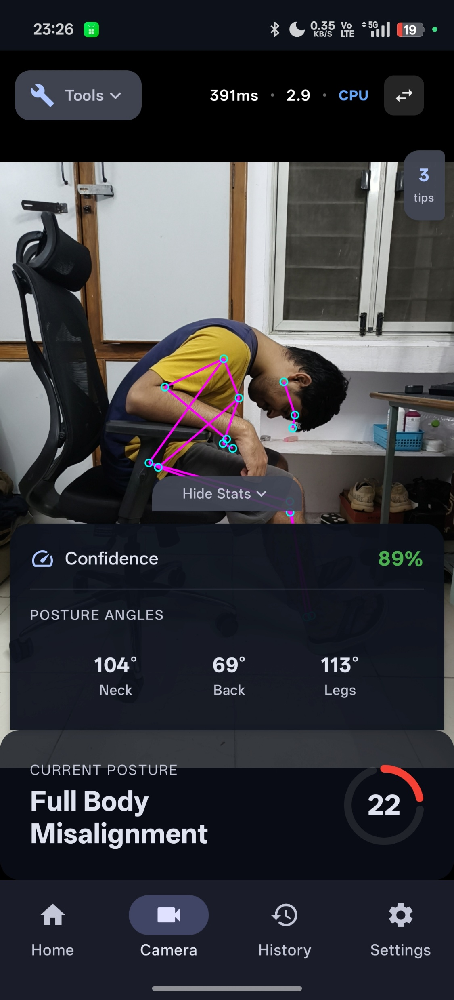 23:26
0.35 KB/S
Vo LTE
5G
19
Tools
391ms · 2.9 · CPU
3
tips
Hide Stats
Confidence
89%
POSTURE ANGLES
104° 69° 113°
Neck Back Legs
CURRENT POSTURE
Full Body
Misalignment
22
Home Camera History Settings